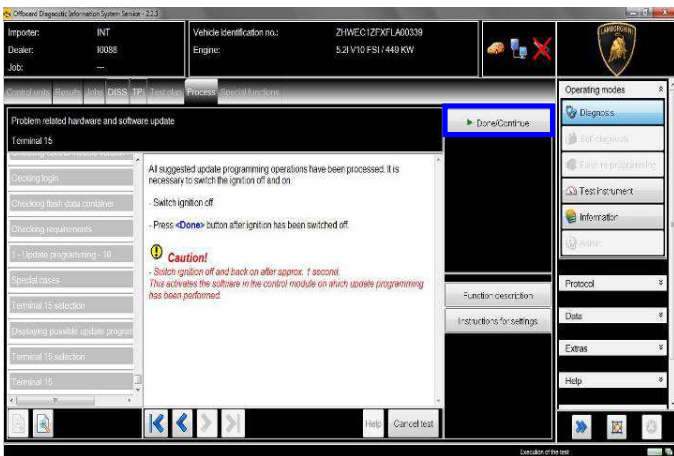 Offboard Diagnostic Information System Service - 2.2.3
Importer: INT
Dealer: I0088
Job: ---
Vehicle identification no.: ZHWEC1ZFXFLA00339
Engine: 5.2l V10 FSI / 449 KW
LAMBORGHINI
Control units Results Jobs DISS TPI Test plan Process Special functions
Problem related hardware and software update
Terminal 15
Done/Continue
Cecking login
Checking flash data container
Checking requirements
1 - Update programming - 16
Special cases
Terminal 15 selection
Displaying possible update program
Terminal 15 selection
Terminal 15
All suggested update programming operations have been processed. It is
necessary to switch the ignition off and on.
- Switch ignition off
- Press <Done> button after ignition has been switched off.
Caution!
- Switch ignition off and back on after approx. 1 second.
This activates the software in the control module on which update programming
has been performed.
Function description
Instructions for settings
Help
Cancel test
Operating modes
Diagnosis
Self-diagnosis
Flash re-programming
Test instrument
Information
Admin
Protocol
Data
Extras
Help
Execution of the test